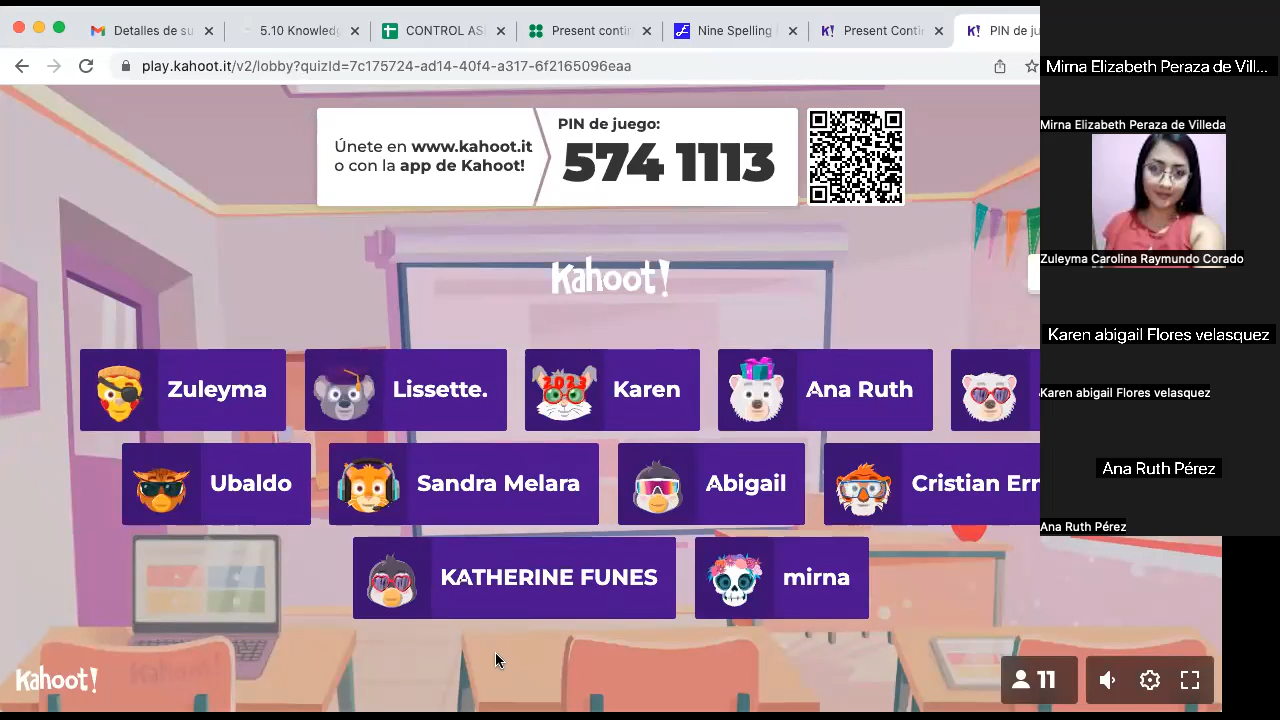 Detalles de su
5.10 Knowledg
CONTROL ASI
Present contin
Nine Spelling
Present Contin
PIN de ju
play.kahoot.it/v2/lobby?quizId=7c175724-ad14-40f4-a317-6f2165096eaa
Únete en www.kahoot.it
o con la app de Kahoot!
PIN de juego:
574 1113
Kahoot!
Zuleyma
Lissette.
Karen
Ana Ruth
Ubaldo
Sandra Melara
Abigail
Cristian Err
KATHERINE FUNES
mirna
Kahoot!
11
Mirna Elizabeth Peraza de Vill...
Mirna Elizabeth Peraza de Villeda
Zuleyma Carolina Raymundo Corado
Karen abigail Flores velasquez
Karen abigail Flores velasquez
Ana Ruth Pérez
Ana Ruth Pérez